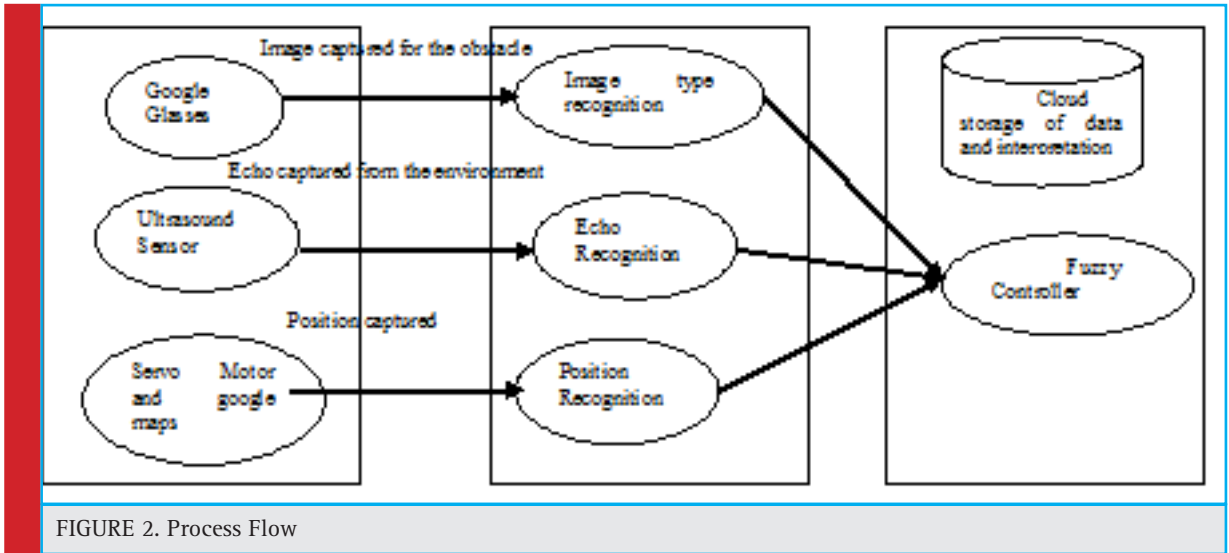 Image captured for the obstacle
Google
Glasses
Image type
recognition
Cloud
storage of data
and interpretation
Echo captured from the environment
Ultrasound
Sensor
Echo
Recognition
Fuzzy
Controller
Position captured
Servo Motor
and google
maps
Position
Recognition
FIGURE 2. Process Flow